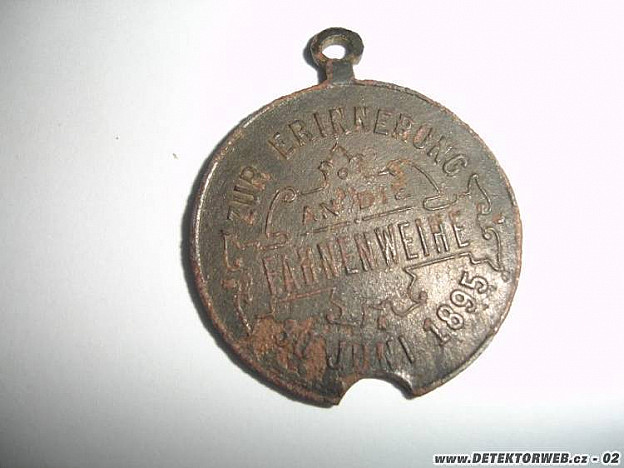 ZUR ERINNERUNG
AN DIE
FAHNENWEIHE
JUNI 1895
www.DETEKTORWEB.cz - 02